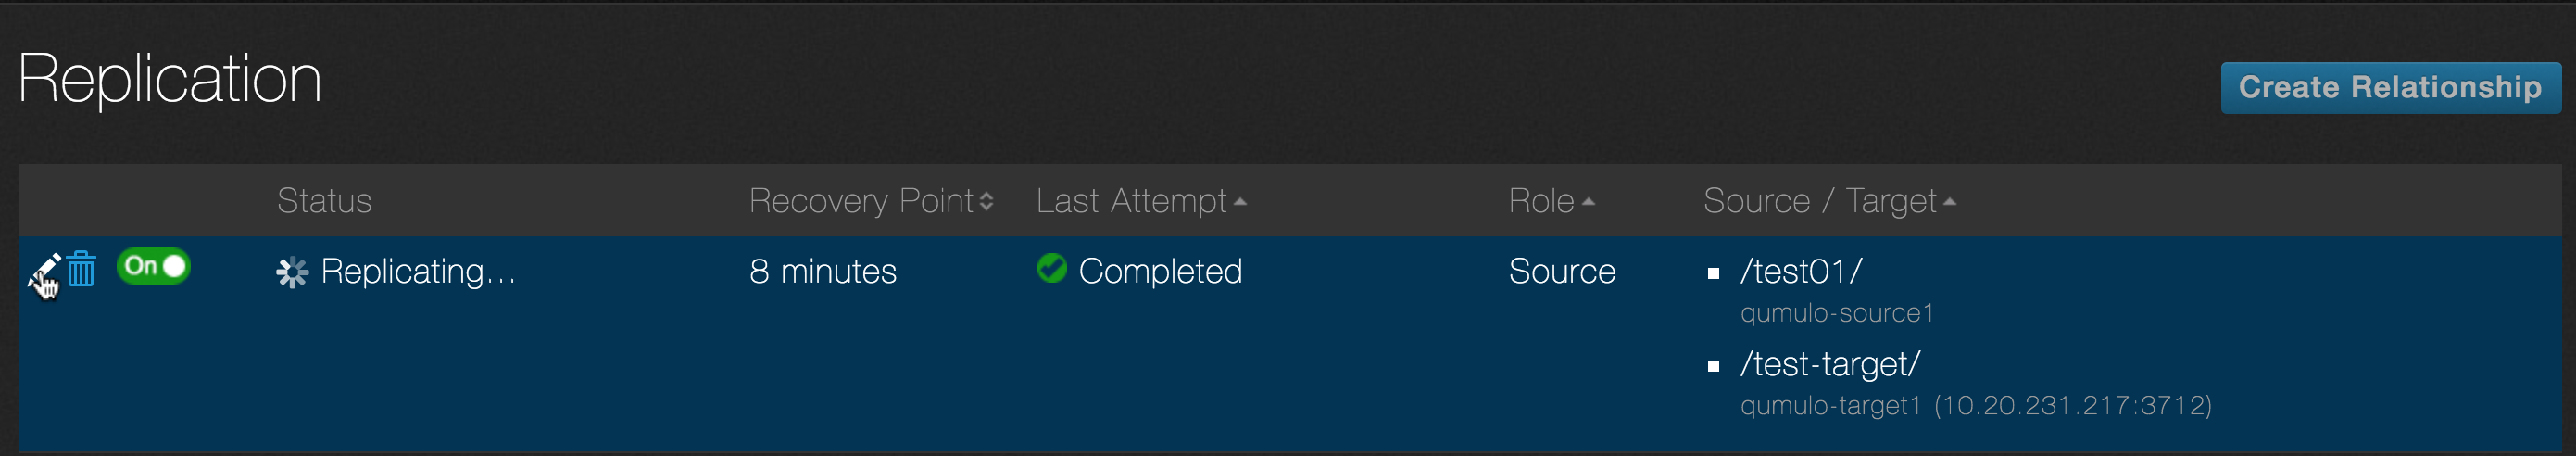 Replication
Create Relationship
Status Recovery Point Last Attempt Role Source / Target
On Replicating... 8 minutes Completed Source /test01/
qumulo-source1
/test-target/
qumulo-target1 (10.20.231.217:3712)